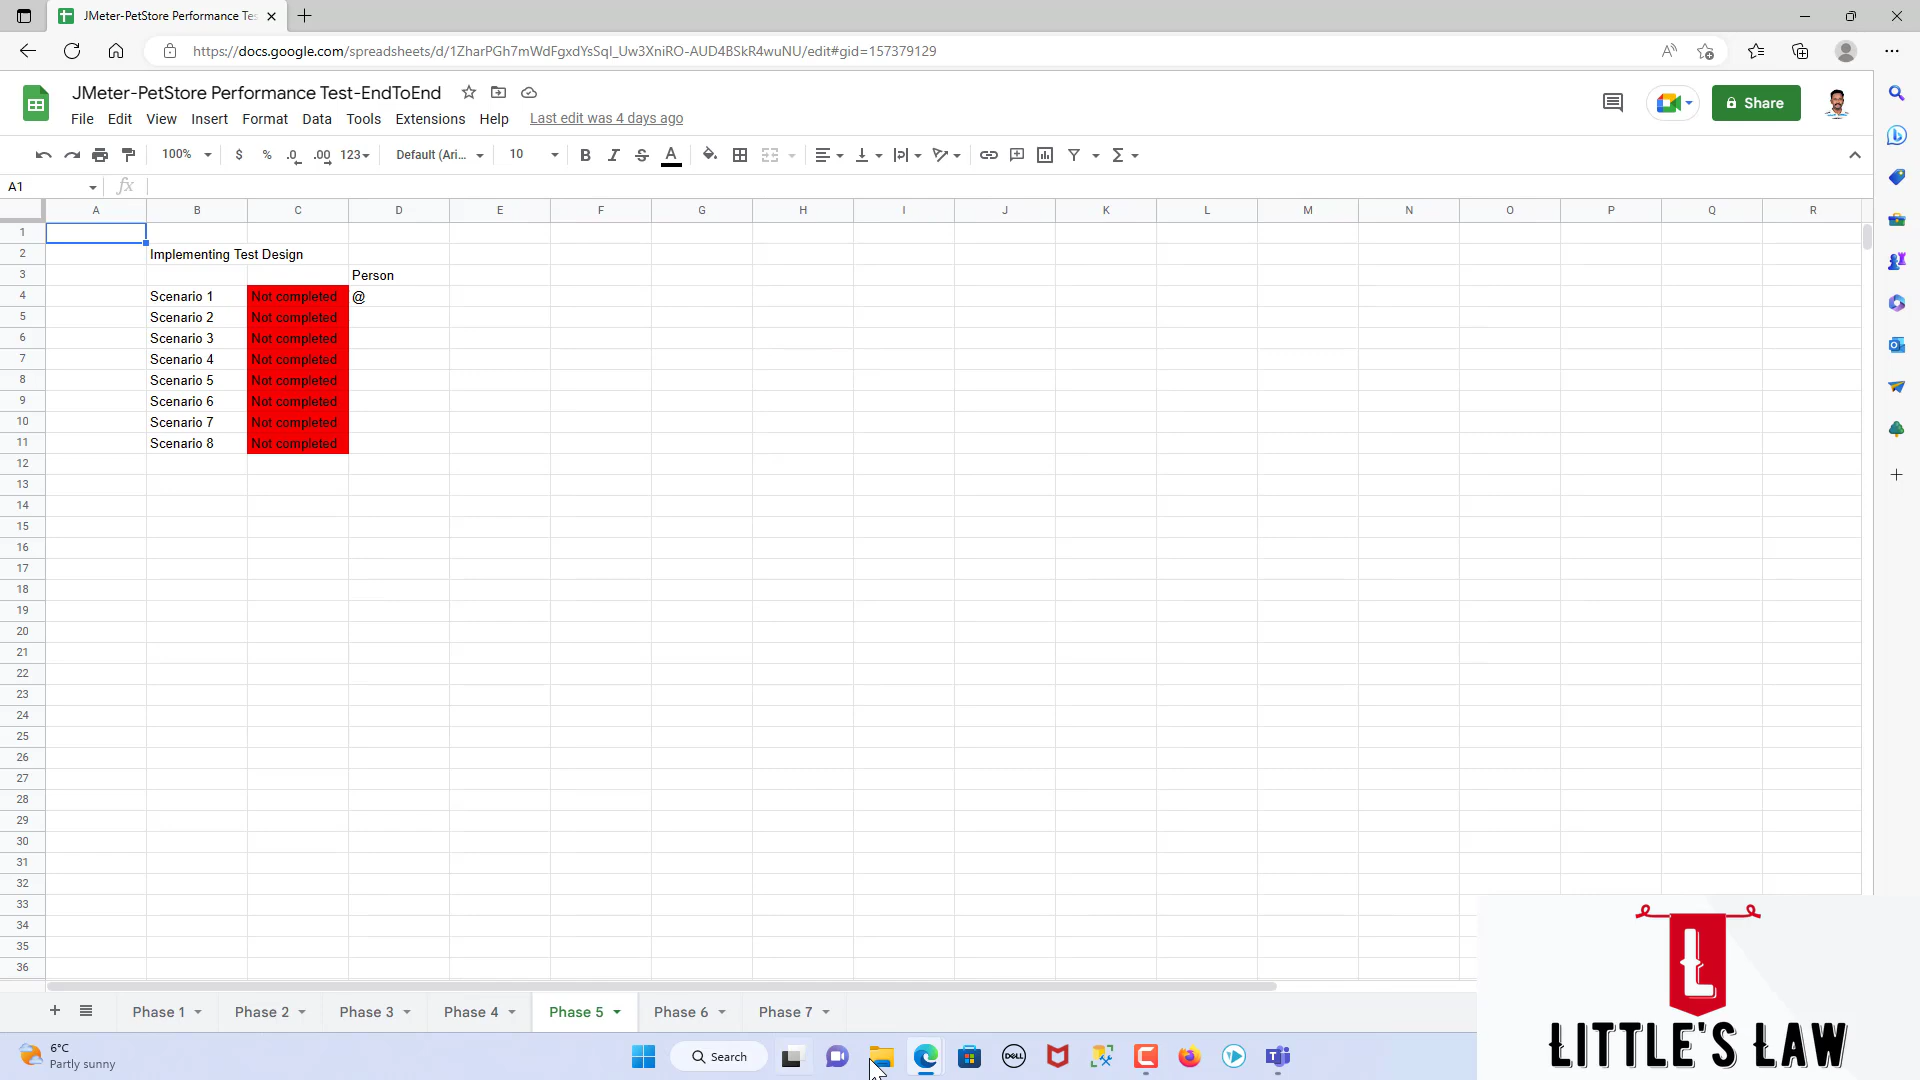 JMeter-PetStore Performance Tes
https://docs.google.com/spreadsheets/d/1ZharPGh7mWdFgxdYsSqI_Uw3XniRO-AUD4BSkR4wuNU/edit#gid=157379129
JMeter-PetStore Performance Test-EndToEnd
File Edit View Insert Format Data Tools Extensions Help Last edit was 4 days ago
Share
100% $ % .0 .00 123 Default (Ari... 10 B I S A Σ
A1 fx
A B C D E F G H I J K L M N O P Q R
1
2 Implementing Test Design
3 Person
4 Scenario 1 Not completed @
5 Scenario 2 Not completed
6 Scenario 3 Not completed
7 Scenario 4 Not completed
8 Scenario 5 Not completed
9 Scenario 6 Not completed
10 Scenario 7 Not completed
11 Scenario 8 Not completed
12
13
14
15
16
17
18
19
20
21
22
23
24
25
26
27
28
29
30
31
32
33
34
35
36
+ Phase 1 Phase 2 Phase 3 Phase 4 Phase 5 Phase 6 Phase 7
6°C
Partly sunny
Search
DELL
L
LITTLE'S LAW